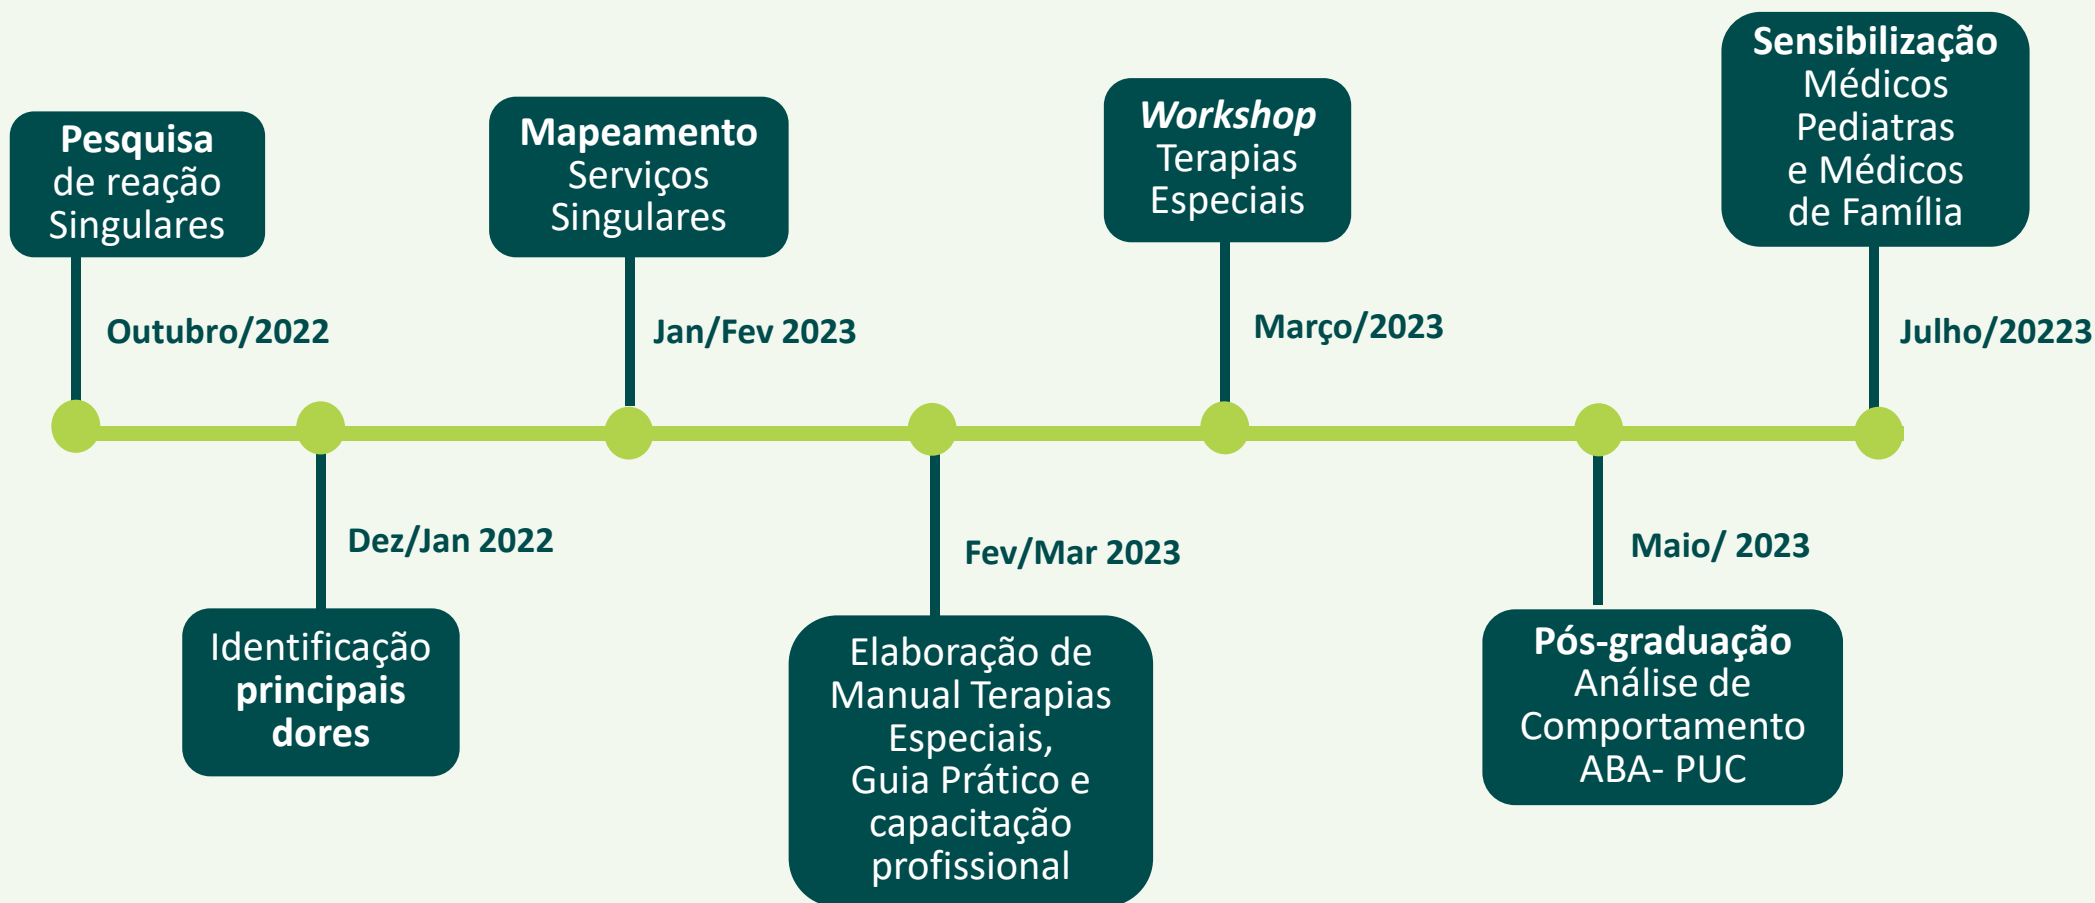 Pesquisa
de reação
Singulares
Outubro/2022
Identificação
principais
dores
Dez/Jan 2022
Mapeamento
Serviços
Singulares
Jan/Fev 2023
Elaboração de
Manual Terapias
Especiais,
Guia Prático e
capacitação
profissional
Fev/Mar 2023
Workshop
Terapias
Especiais
Março/2023
Pós-graduação
Análise de
Comportamento
ABA- PUC
Maio/ 2023
Sensibilização
Médicos
Pediatras
e Médicos
de Família
Julho/20223